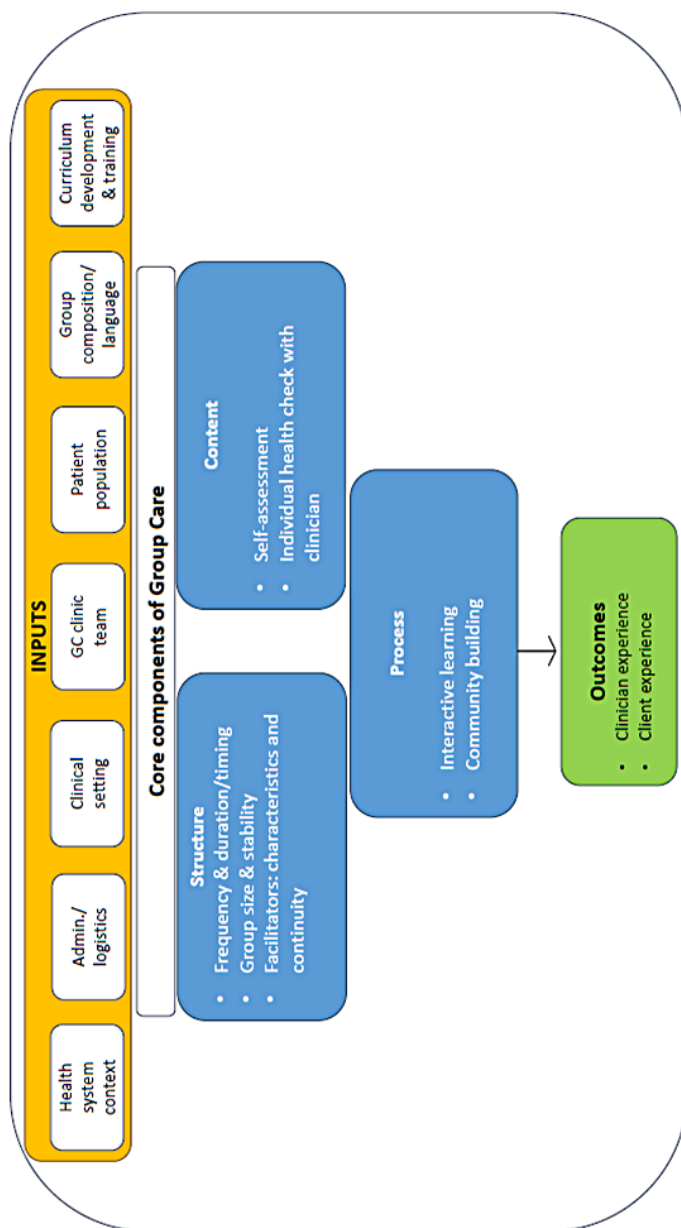 INPUTS
Health
system
context
Admin./
logistics
Clinical
setting
GC clinic
team
Patient
population
Group
composition/
language
Curriculum
development
& training
Core components of Group Care
Structure
• Frequency & duration/timing
• Group size & stability
• Facilitators: characteristics and
continuity
Content
• Self-assessment
• Individual health check with
clinician
Process
• Interactive learning
• Community building
Outcomes
• Clinician experience
• Client experience